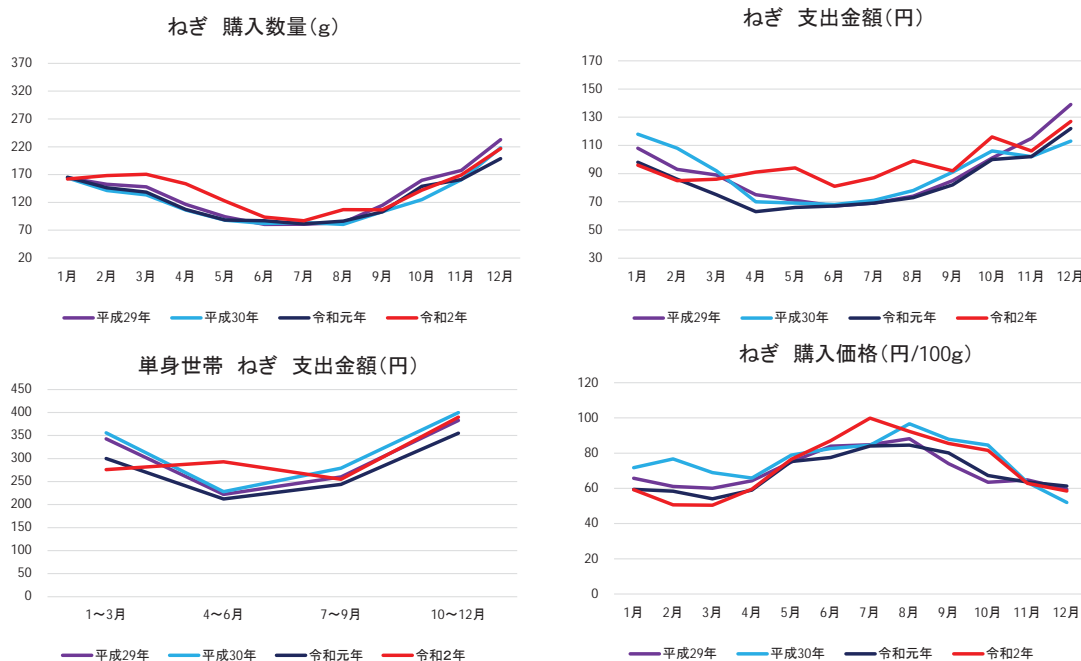 ねぎ 購入数量(g)
370
320
270
220
170
120
70
20
1月 2月 3月 4月 5月 6月 7月 8月 9月 10月 11月 12月
平成29年 平成30年 令和元年 令和2年
ねぎ 支出金額(円)
170
150
130
110
90
70
50
30
1月 2月 3月 4月 5月 6月 7月 8月 9月 10月 11月 12月
平成29年 平成30年 令和元年 令和2年
単身世帯 ねぎ 支出金額(円)
450
400
350
300
250
200
150
100
50
0
1～3月 4～6月 7～9月 10～12月
平成29年 平成30年 令和元年 令和２年
ねぎ 購入価格(円/100g)
120
100
80
60
40
20
0
1月 2月 3月 4月 5月 6月 7月 8月 9月 10月 11月 12月
平成29年 平成30年 令和元年 令和2年